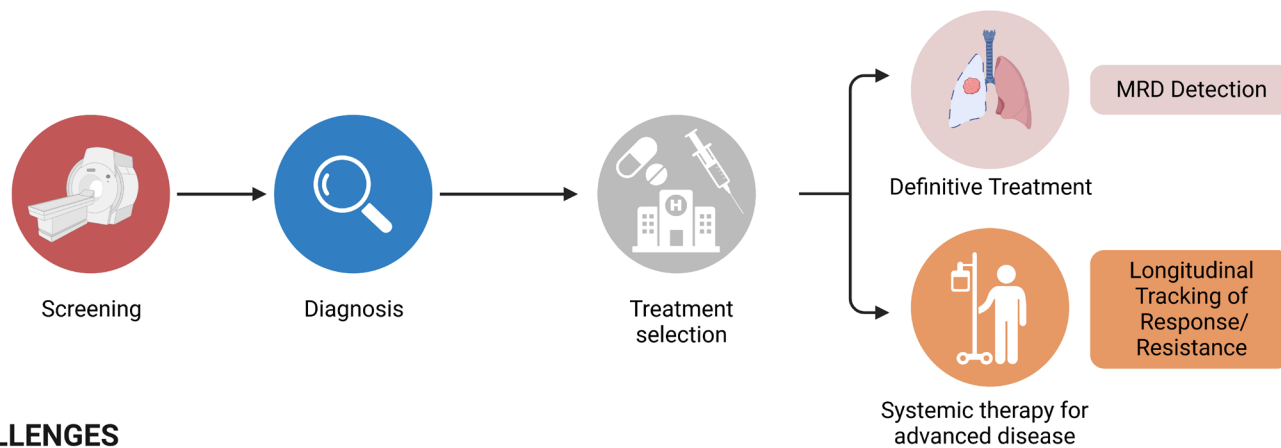 MRD Detection
Definitive Treatment
H
Screening
Diagnosis
Treatment
selection
Longitudinal
Tracking of
Response/
Resistance
Systemic therapy for
advanced disease
LLENGES